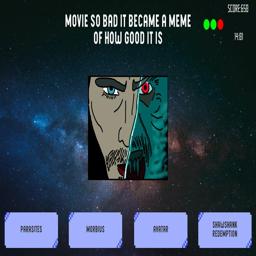 SCORE:650
MOVIE SO BAD IT BECAME A MEME
OF HOW GOOD IT IS
14:01
PARASITES
MORBIUS
AVATAR
SHAWSHANK
REDEMPTION